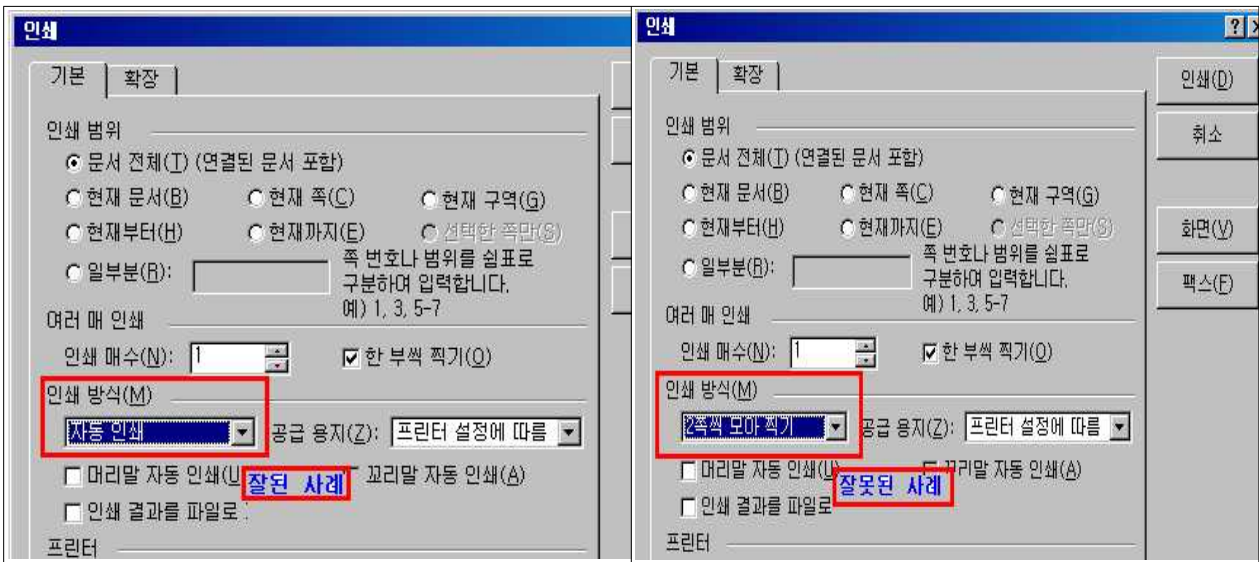 인쇄
기본 확장
인쇄 범위
문서 전체(T) (연결된 문서 포함)
현재 문서(B) 현재 쪽(C) 현재 구역(G)
현재부터(H) 현재까지(E) 선택한 쪽만(S)
일부분(R): 쪽 번호나 범위를 쉼표로
구분하여 입력합니다.
예) 1, 3, 5-7
여러 매 인쇄
인쇄 매수(N): 1 한 부씩 찍기(O)
인쇄 방식(M)
자동 인쇄 공급 용지(Z): 프린터 설정에 따름
머리말 자동 인쇄(U 꼬리말 자동 인쇄(A)
잘된 사례
인쇄 결과를 파일로
프린터
인쇄
기본 확장 인쇄(D)
인쇄 범위 취소
문서 전체(T) (연결된 문서 포함)
현재 문서(B) 현재 쪽(C) 현재 구역(G)
현재부터(H) 현재까지(E) 선택한 쪽만(S) 화면(V)
일부분(R): 쪽 번호나 범위를 쉼표로
구분하여 입력합니다. 팩스(F)
예) 1, 3, 5-7
여러 매 인쇄
인쇄 매수(N): 1 한 부씩 찍기(O)
인쇄 방식(M)
2쪽씩 모아 찍기 공급 용지(Z): 프린터 설정에 따름
머리말 자동 인쇄(U) 꼬리말 자동 인쇄(A)
잘못된 사례
인쇄 결과를 파일로
프린터